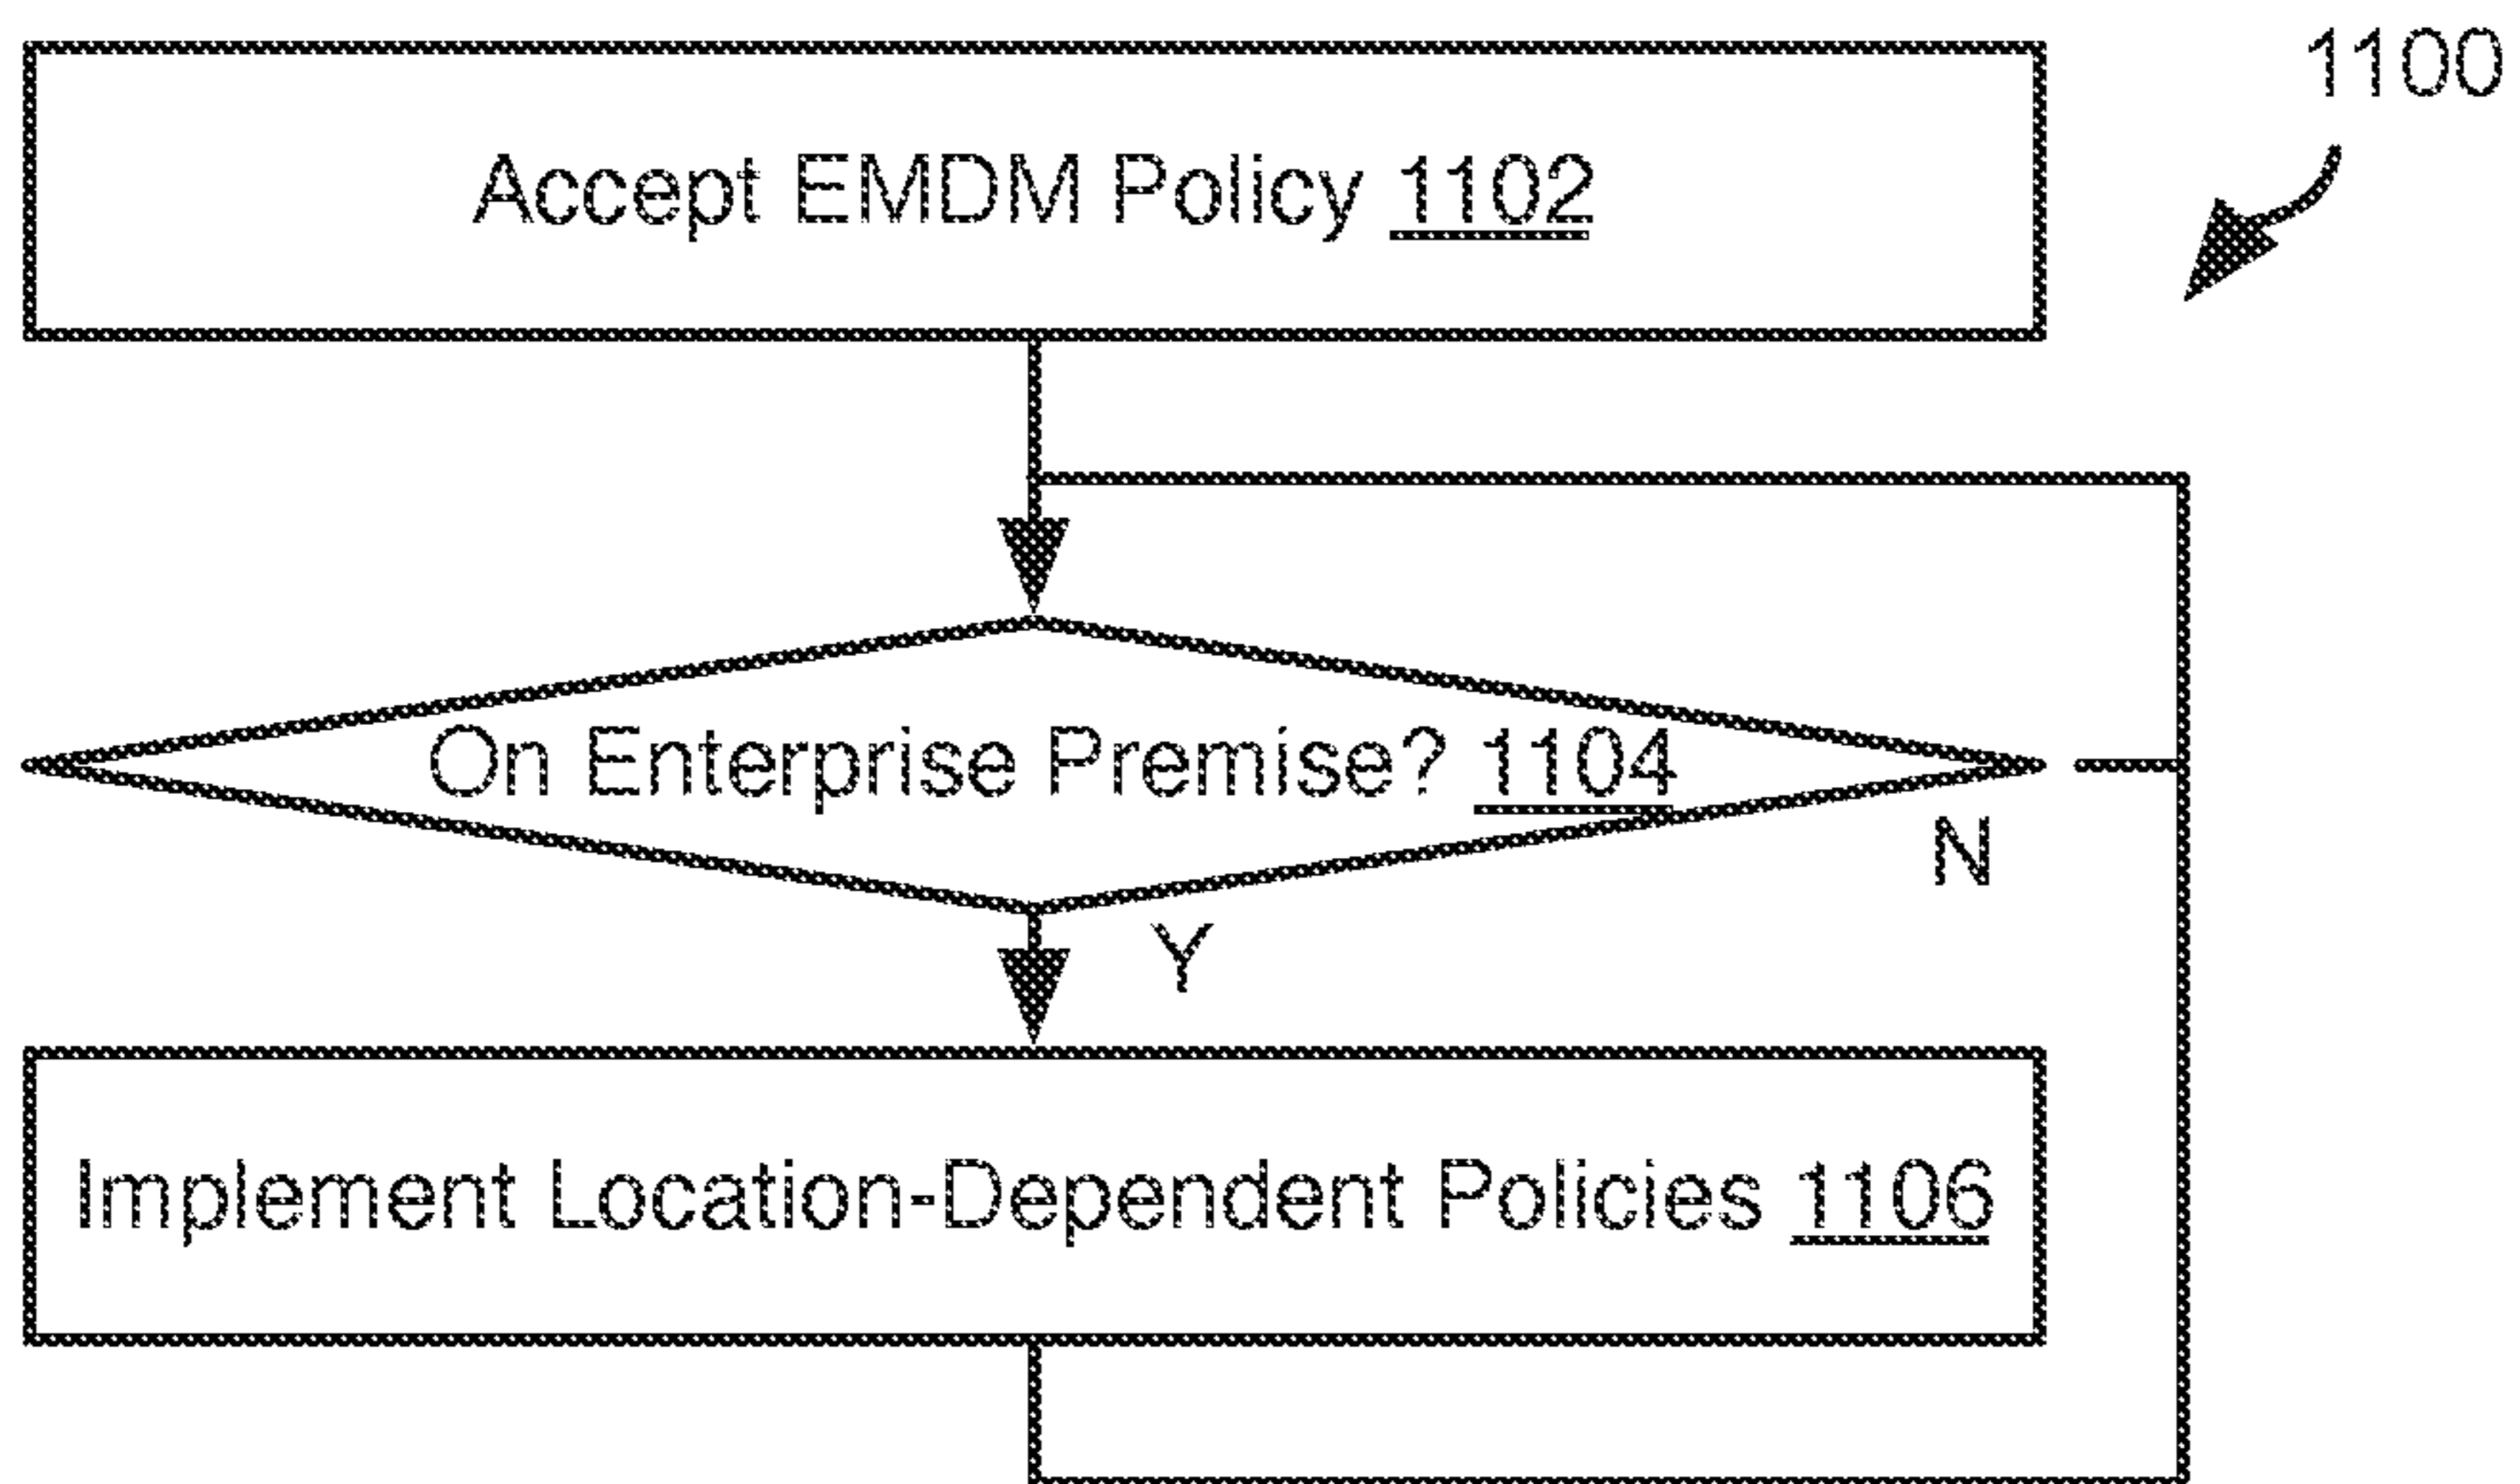 1100
Accept EMDM Policy 1102
On Enterprise Premise? 1104
N
Y
Implement Location-Dependent Policies 1106